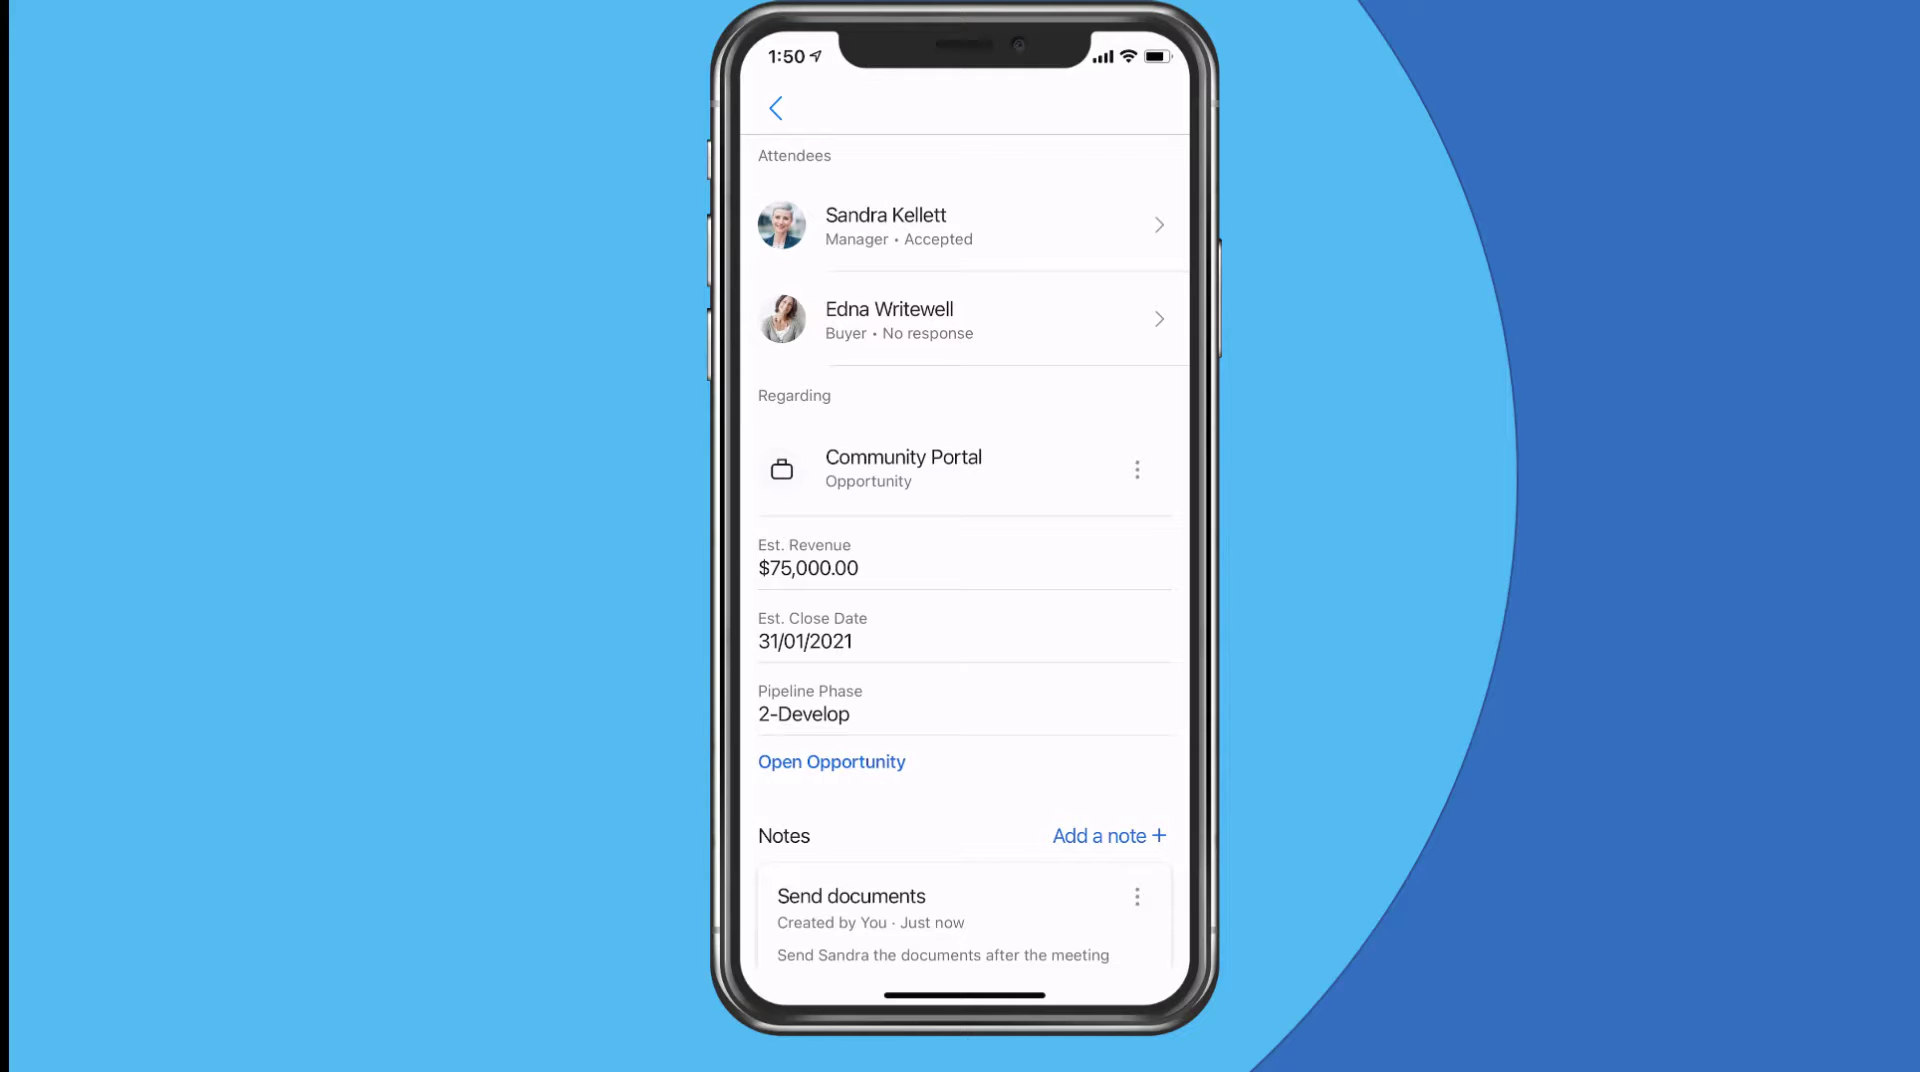 1:50
Attendees
Sandra Kellett
Manager • Accepted
Edna Writewell
Buyer • No response
Regarding
Community Portal
Opportunity
Est. Revenue
$75,000.00
Est. Close Date
31/01/2021
Pipeline Phase
2-Develop
Open Opportunity
Notes
Add a note +
Send documents
Created by You · Just now
Send Sandra the documents after the meeting